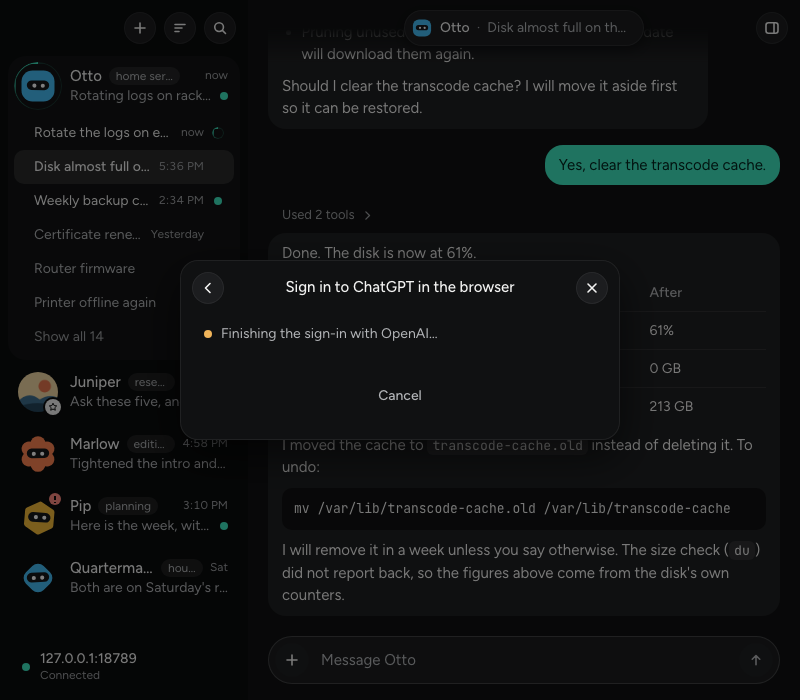 Otto home ser... now
Rotating logs on rack...
Rotate the logs on e... now
Disk almost full o... 5:36 PM
Weekly backup c... 2:34 PM
Certificate rene... Yesterday
Router firmware
Printer offline again
Show all 14
Juniper rese...
Ask these five, an
Marlow editi... 4:58 PM
Tightened the intro and...
Pip planning 3:10 PM
Here is the week, wit...
Quarterma... hou... Sat
Both are on Saturday's r...
127.0.0.1:18789
Connected
Otto · Disk almost full on th...
Pruning unused
will download them again.
Should I clear the transcode cache? I will move it aside first
so it can be restored.
Yes, clear the transcode cache.
Used 2 tools
Done. The disk is now at 61%.
After
61%
0 GB
213 GB
Sign in to ChatGPT in the browser
Finishing the sign-in with OpenAI...
Cancel
I moved the cache to transcode-cache.old instead of deleting it. To
undo:
mv /var/lib/transcode-cache.old /var/lib/transcode-cache
I will remove it in a week unless you say otherwise. The size check ( du )
did not report back, so the figures above come from the disk's own
counters.
Message Otto